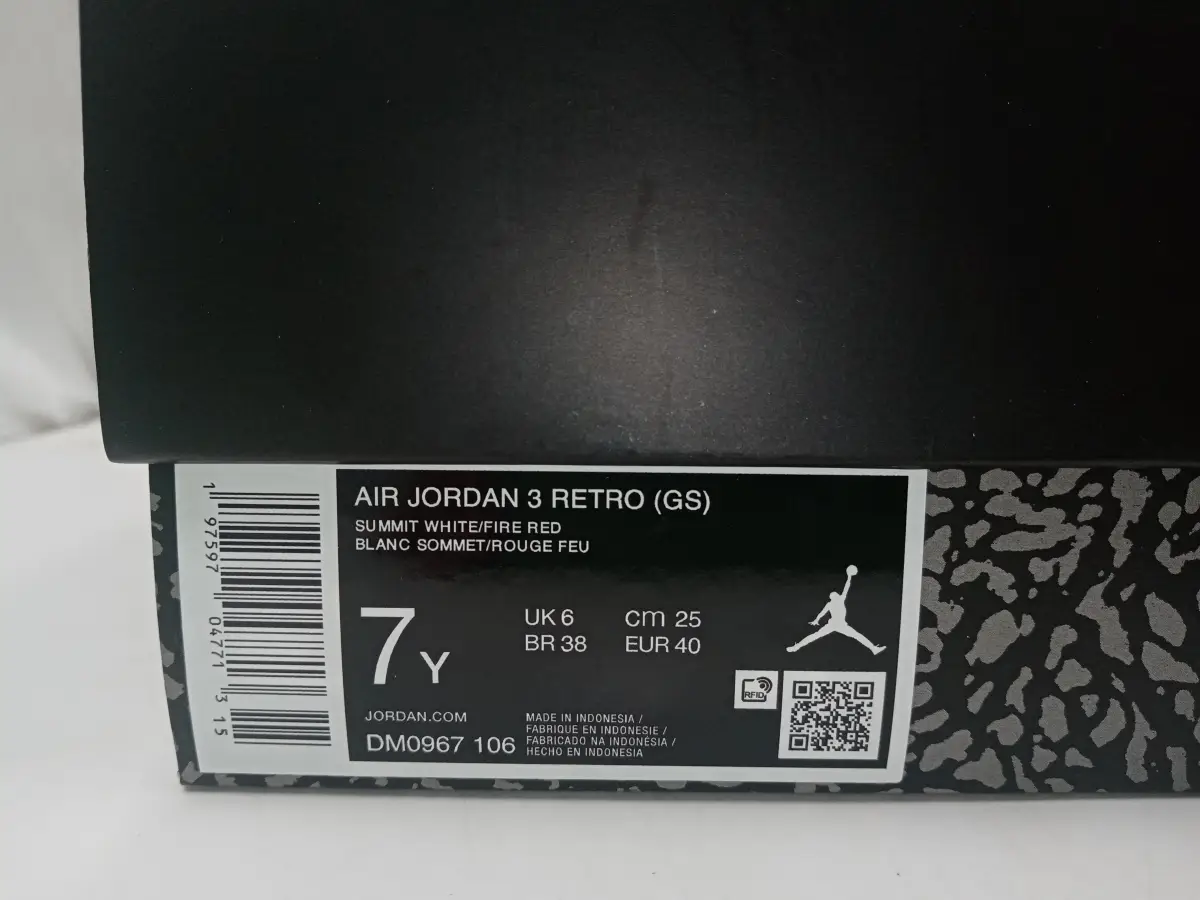 AIR JORDAN 3 RETRO (GS)
SUMMIT WHITE/FIRE RED
BLANC SOMMET/ROUGE FEU
7Y
UK 6 cm 25
BR 38 EUR 40
RFID
JORDAN.COM
DM0967 106
MADE IN INDONESIA /
FABRIQUE EN INDONESIE /
FABRICADO NA INDONÉSIA /
HECHO EN INDONESIA
1 97597 04771 3 15